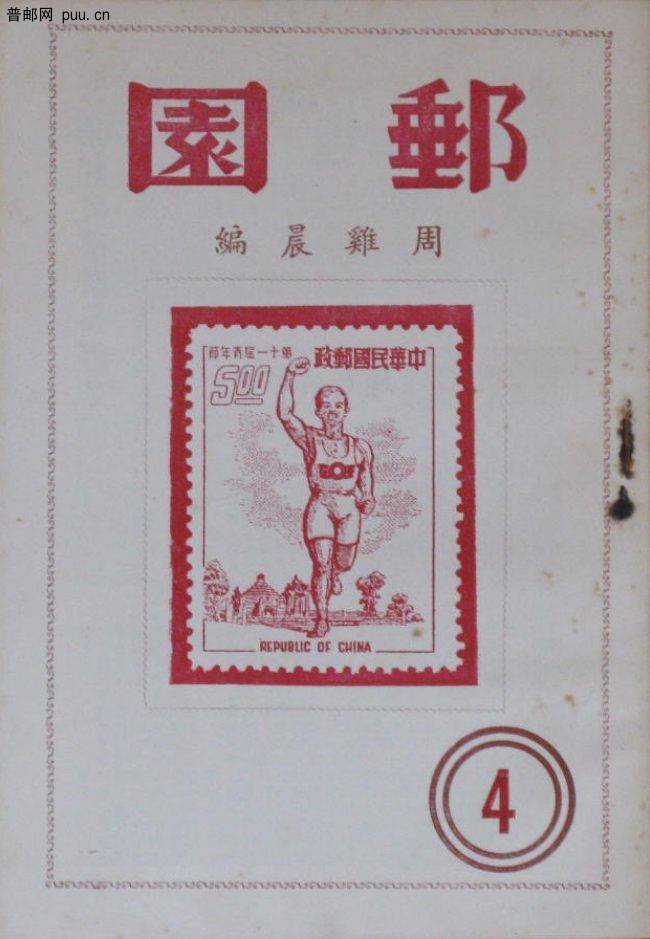 普邮网 puu.cn
郵園
周雞晨編
中華民國郵政
第十一屆青年節
5.00
REPUBLIC OF CHINA
4